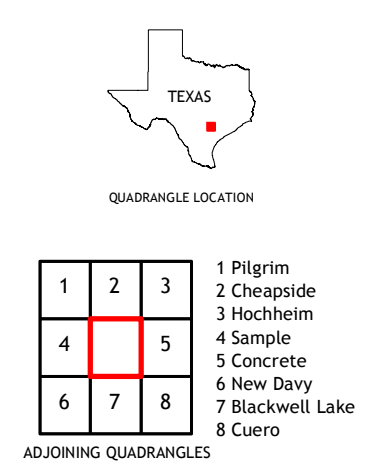 TEXAS
QUADRANGLE LOCATION
1 2 3
4 5
6 7 8
1 Pilgrim
2 Cheapside
3 Hochheim
4 Sample
5 Concrete
6 New Davy
7 Blackwell Lake
8 Cuero
ADJOINING QUADRANGLES